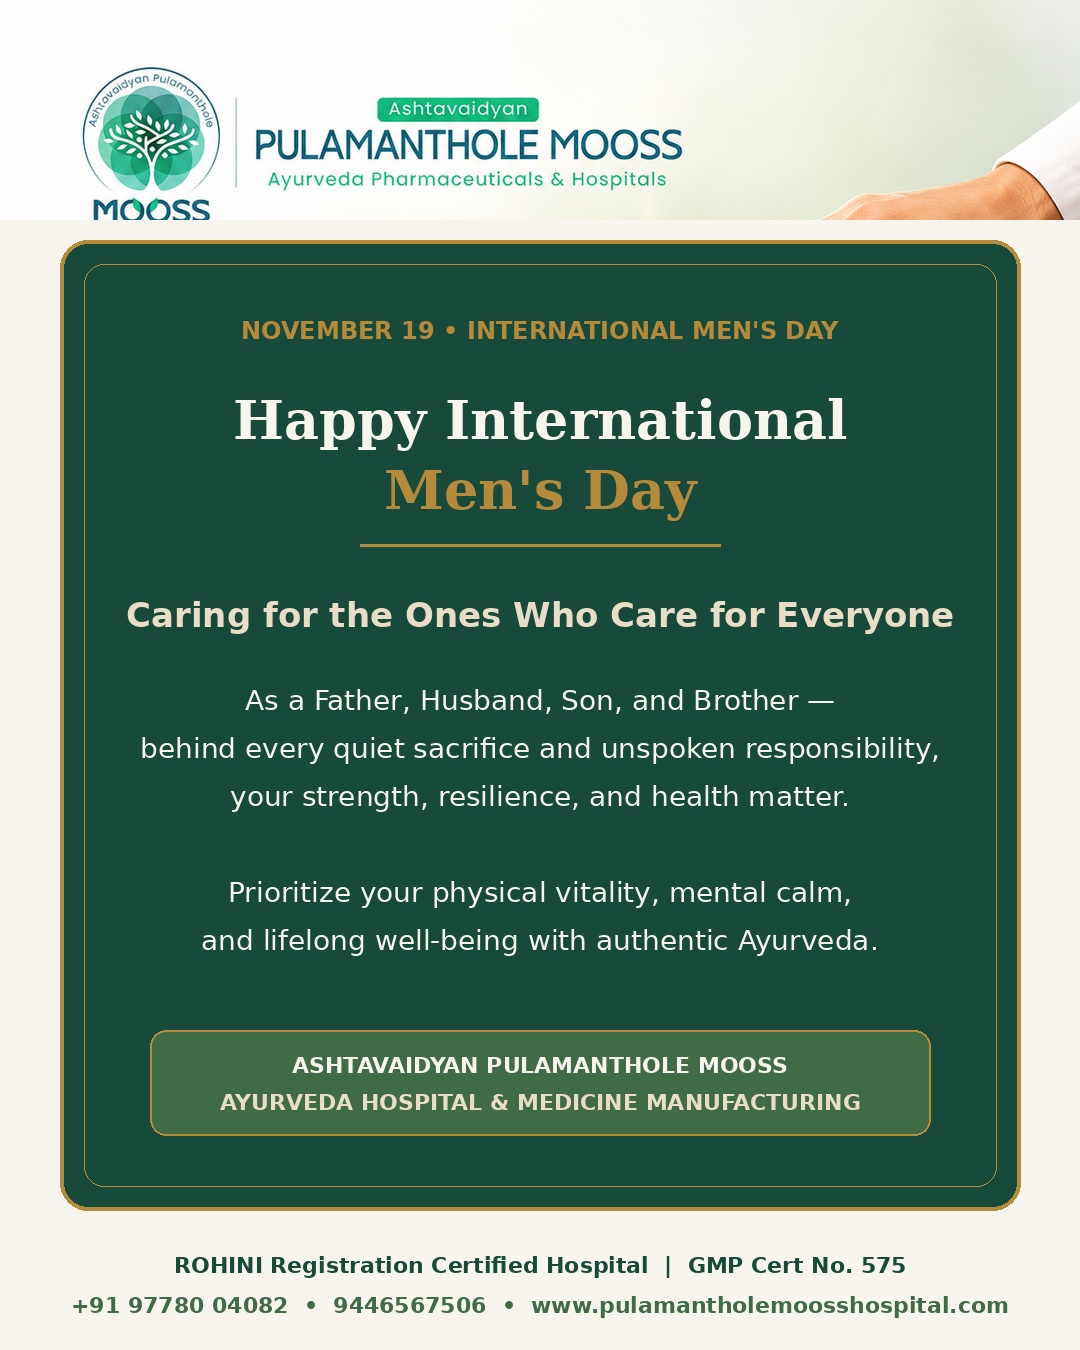 Ashtavaidyan Pulamanthole
MOOSS
Ashtavaidyan
PULAMANTHOLE MOOSS
Ayurveda Pharmaceuticals & Hospitals
NOVEMBER 19 • INTERNATIONAL MEN'S DAY
Happy International
Men's Day
Caring for the Ones Who Care for Everyone
As a Father, Husband, Son, and Brother —
behind every quiet sacrifice and unspoken responsibility,
your strength, resilience, and health matter.
Prioritize your physical vitality, mental calm,
and lifelong well-being with authentic Ayurveda.
ASHTAVAIDYAN PULAMANTHOLE MOOSS
AYURVEDA HOSPITAL & MEDICINE MANUFACTURING
ROHINI Registration Certified Hospital | GMP Cert No. 575
+91 97780 04082 • 9446567506 • www.pulamantholemoosshospital.com